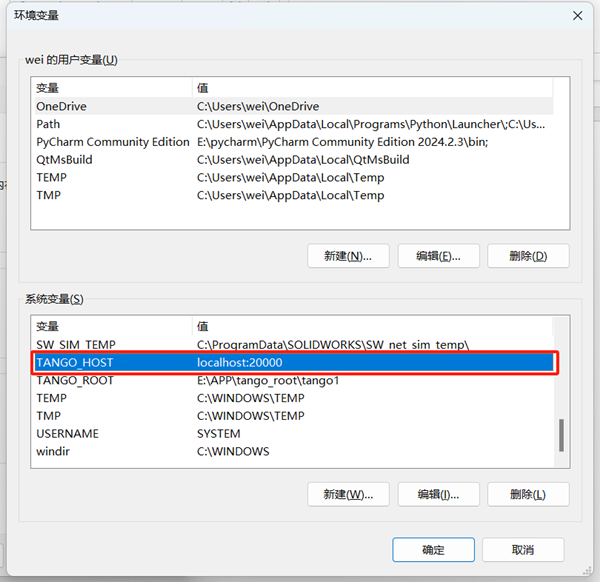 环境变量
wei 的用户变量(U)
变量 值
OneDrive C:\Users\wei\OneDrive
Path C:\Users\wei\AppData\Local\Programs\Python\Launcher\;C:\Us...
PyCharm Community Edition E:\pycharm\PyCharm Community Edition 2024.2.3\bin;
QtMsBuild C:\Users\wei\AppData\Local\QtMsBuild
TEMP C:\Users\wei\AppData\Local\Temp
TMP C:\Users\wei\AppData\Local\Temp
新建(N)... 编辑(E)... 删除(D)
系统变量(S)
变量 值
SW_SIM_TEMP C:\ProgramData\SOLIDWORKS\SW_net_sim_temp\
TANGO_HOST localhost:20000
TANGO_ROOT E:\APP\tango_root\tango1
TEMP C:\WINDOWS\TEMP
TMP C:\WINDOWS\TEMP
USERNAME SYSTEM
windir C:\WINDOWS
新建(W)... 编辑(I)... 删除(L)
确定 取消